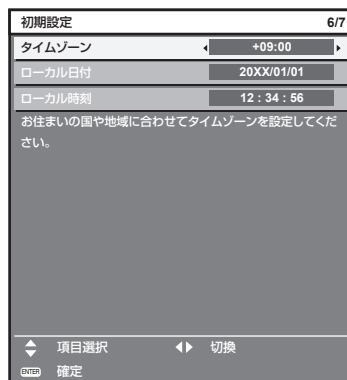 初期設定 6/7
タイムゾーン +09:00
ローカル日付 20XX/01/01
ローカル時刻 12 : 34 : 56
お住まいの国や地域に合わせてタイムゾーンを設定してくだ
さい。
項目選択 切換
ENTER 確定